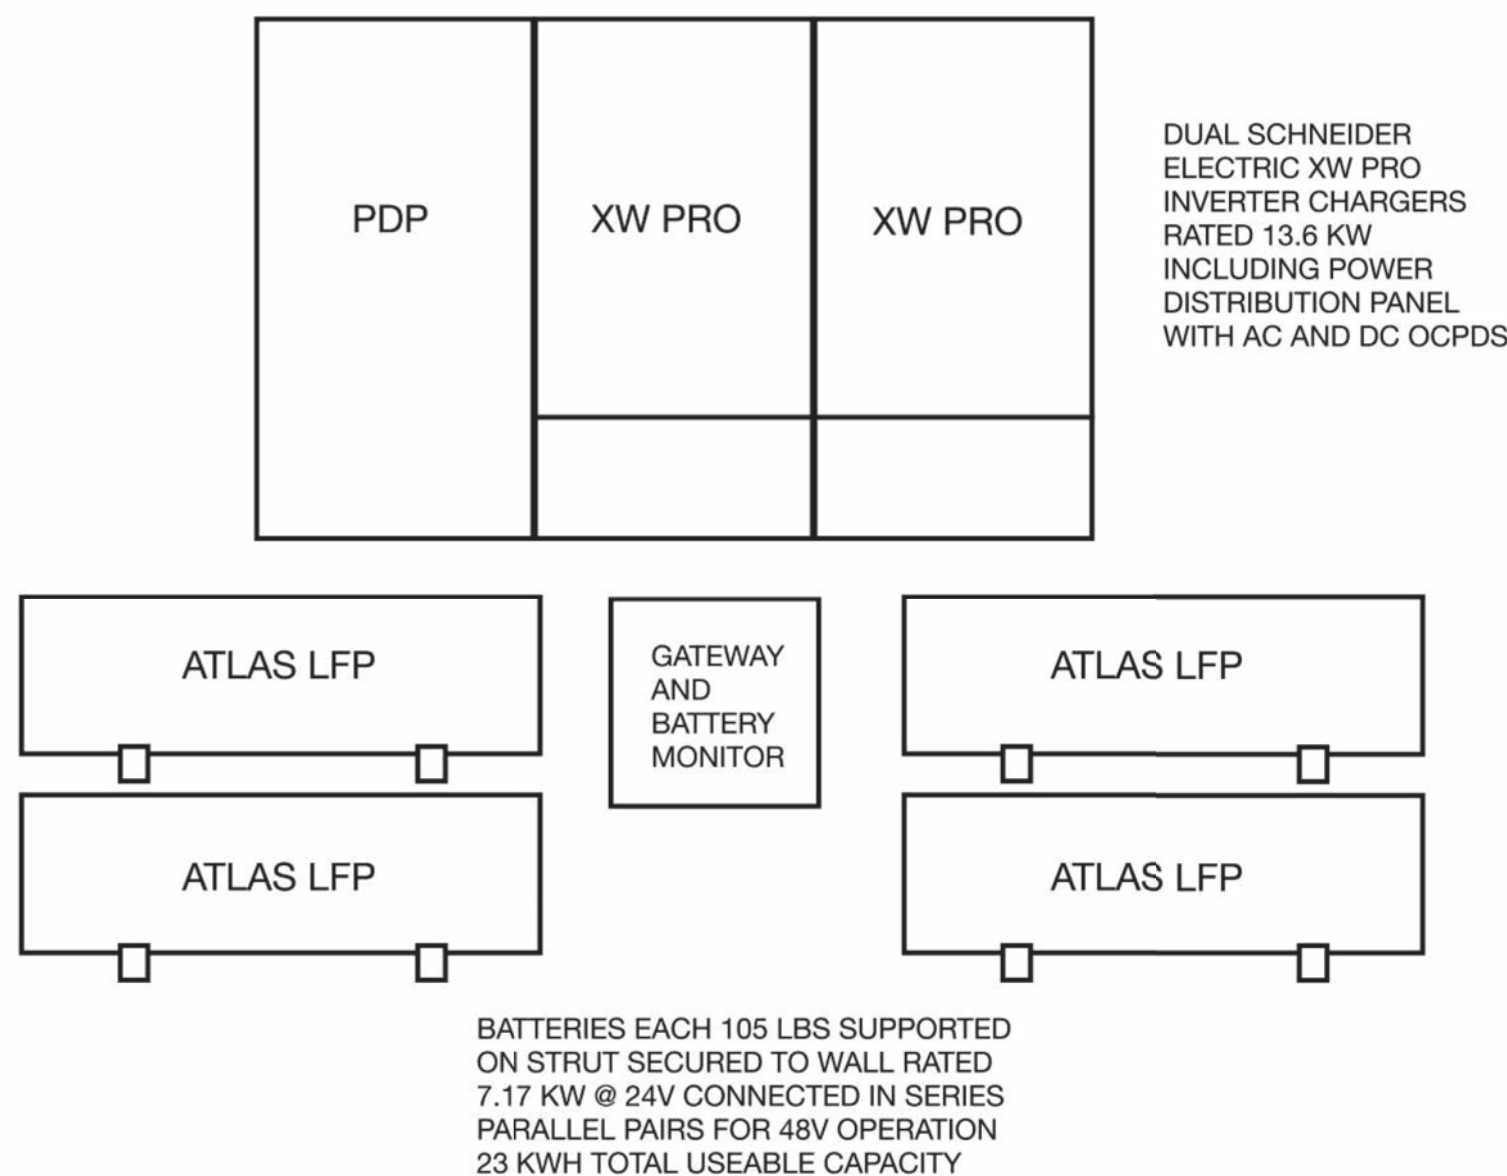 PDP
XW PRO
XW PRO
DUAL SCHNEIDER
ELECTRIC XW PRO
INVERTER CHARGERS
RATED 13.6 KW
INCLUDING POWER
DISTRIBUTION PANEL
WITH AC AND DC OCPDS
ATLAS LFP
GATEWAY
AND
BATTERY
MONITOR
ATLAS LFP
ATLAS LFP
ATLAS LFP
BATTERIES EACH 105 LBS SUPPORTED
ON STRUT SECURED TO WALL RATED
7.17 KW @ 24V CONNECTED IN SERIES
PARALLEL PAIRS FOR 48V OPERATION
23 KWH TOTAL USEABLE CAPACITY